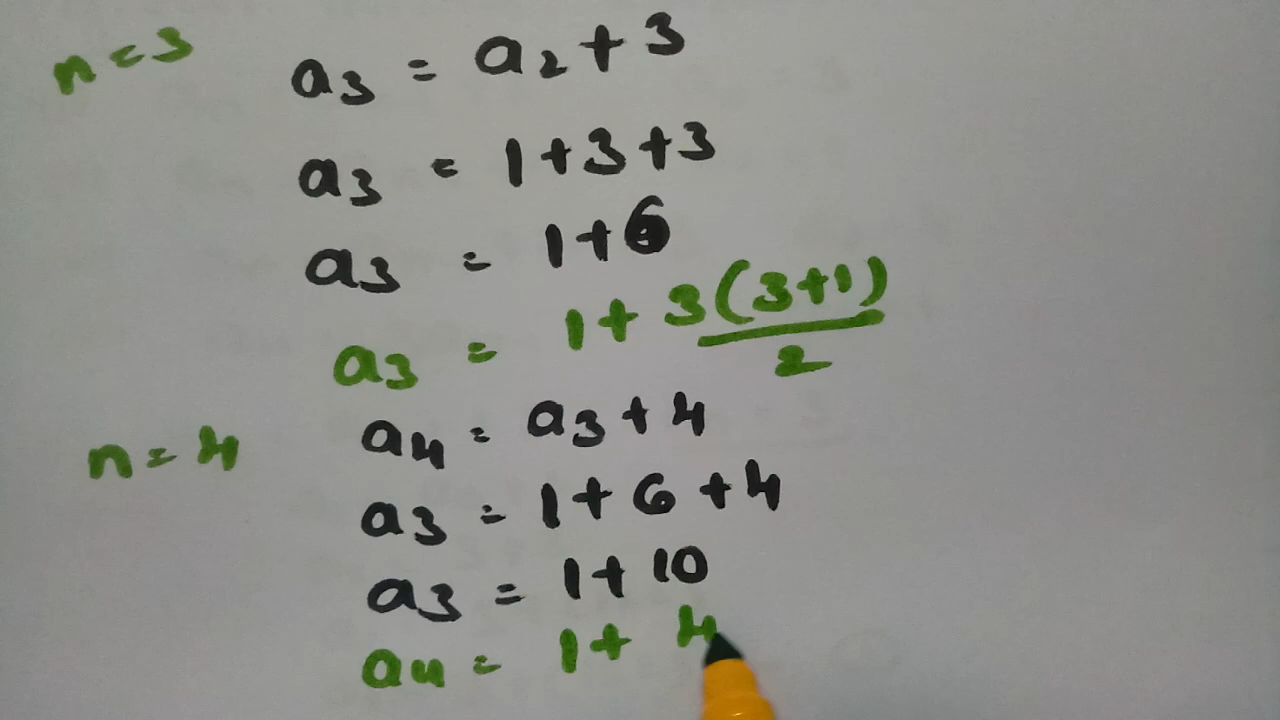 n=3 a₃ = a₂+3
a₃ = 1+3+3
a₃ = 1+6
a₃ = 1+ 3(3+1)/2
n=4 a₄ = a₃+4
a₃ = 1+6+4
a₃ = 1+10
a₄ = 1+ 4